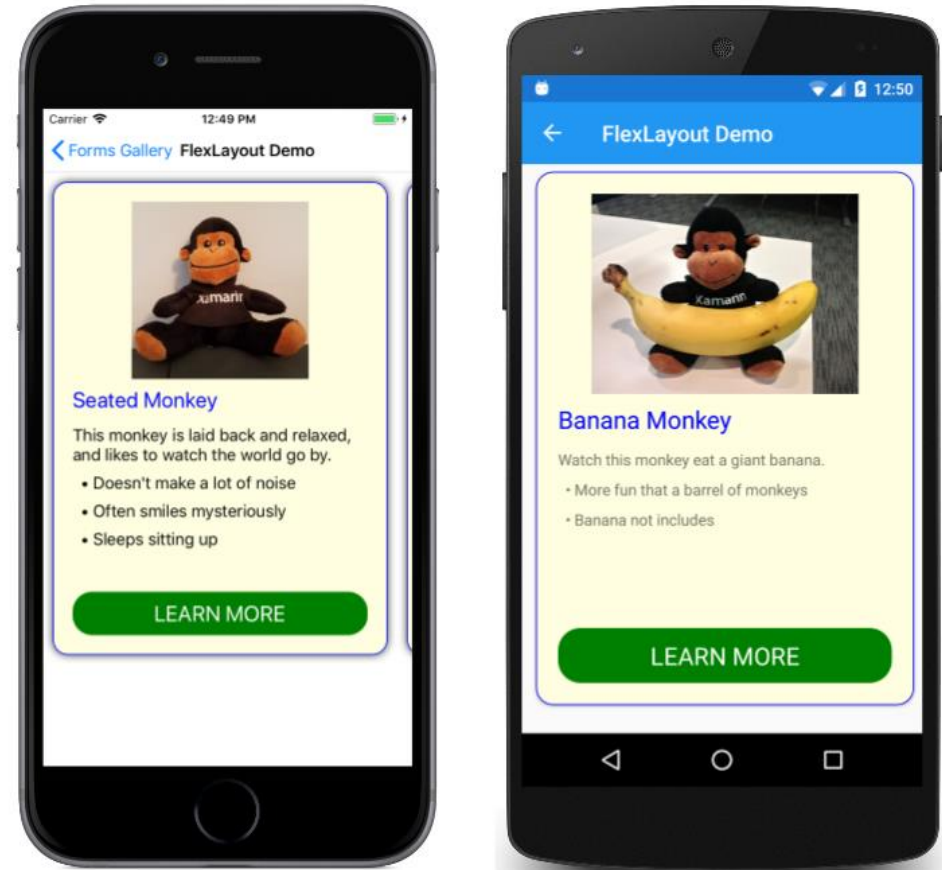 Carrier 12:49 PM
Forms Gallery FlexLayout Demo
Xamarin
Seated Monkey
This monkey is laid back and relaxed,
and likes to watch the world go by.
• Doesn't make a lot of noise
• Often smiles mysteriously
• Sleeps sitting up
LEARN MORE
12:50
FlexLayout Demo
Xamarin
Banana Monkey
Watch this monkey eat a giant banana.
• More fun that a barrel of monkeys
• Banana not includes
LEARN MORE